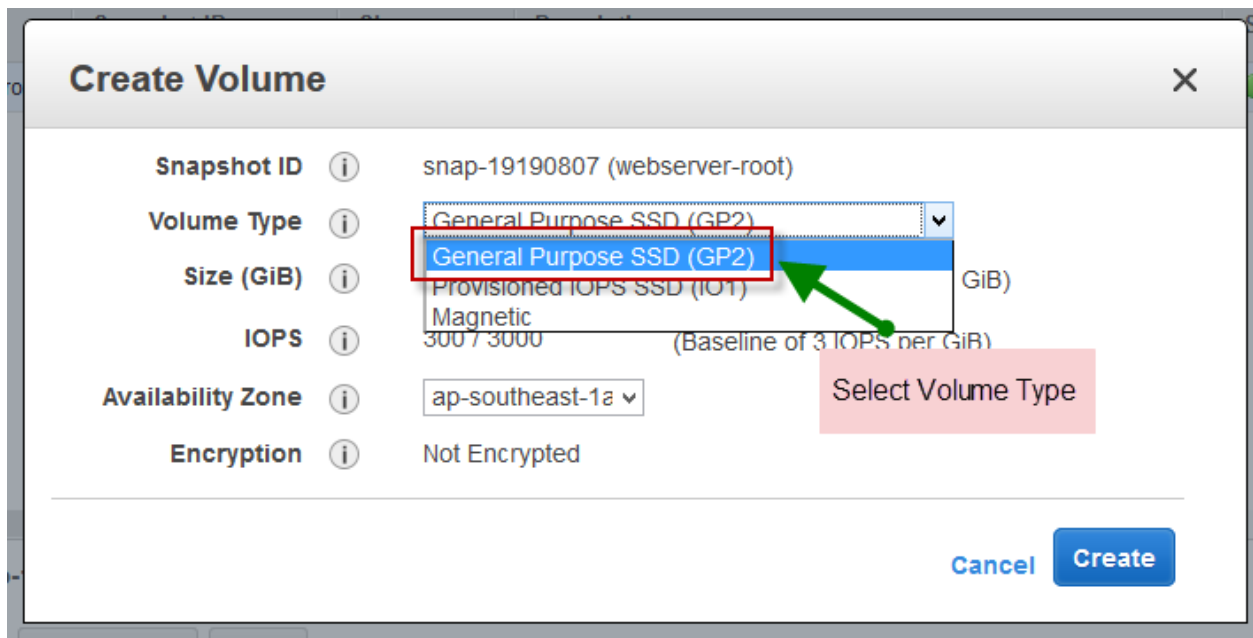 Create Volume
Snapshot ID snap-19190807 (webserver-root)
Volume Type General Purpose SSD (GP2)
General Purpose SSD (GP2)
Size (GiB) Provisioned IOPS SSD (IO1) GiB)
Magnetic
IOPS 300 / 3000 (Baseline of 3 IOPS per GiB)
Select Volume Type
Availability Zone ap-southeast-1a
Encryption Not Encrypted
Cancel Create